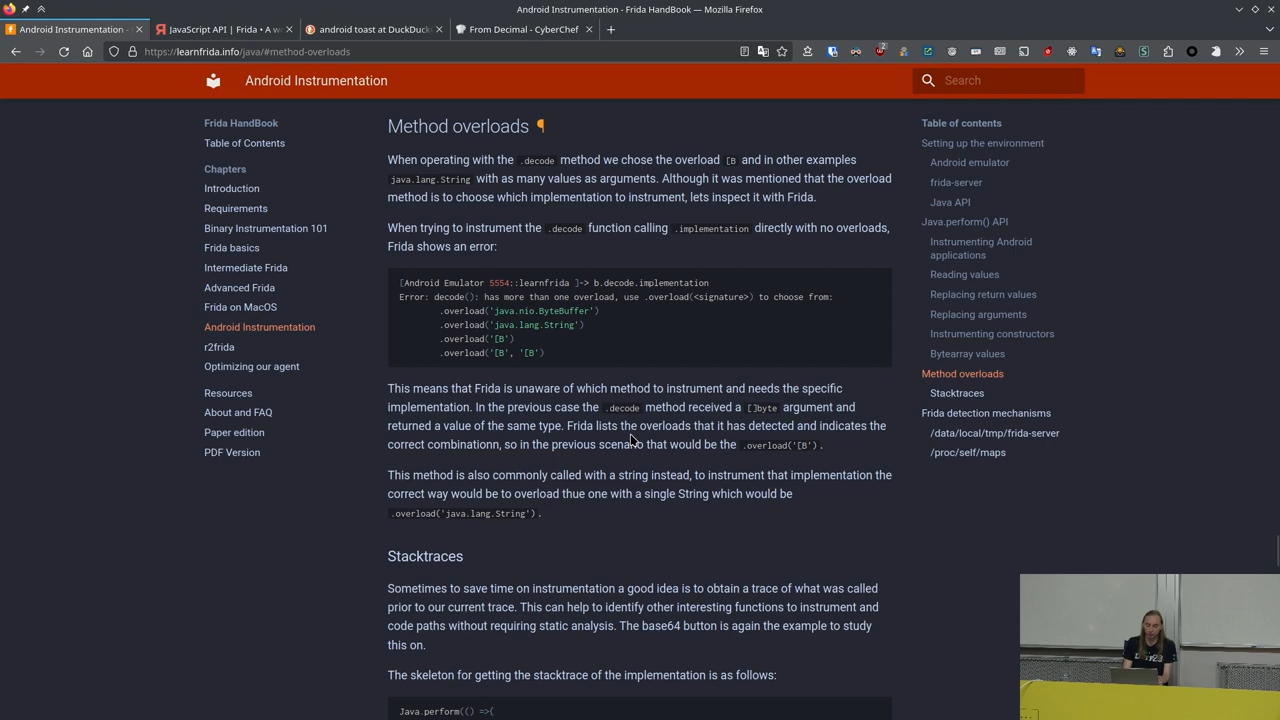 Android Instrumentation - Frida HandBook — Mozilla Firefox
Android Instrumentation -
JavaScript API | Frida • A w
android toast at DuckDuck
From Decimal - CyberChef
https://learnfrida.info/java/#method-overloads
2
Android Instrumentation
Search
Frida HandBook
Table of Contents
Chapters
Introduction
Requirements
Binary Instrumentation 101
Frida basics
Intermediate Frida
Advanced Frida
Frida on MacOS
Android Instrumentation
r2frida
Optimizing our agent
Resources
About and FAQ
Paper edition
PDF Version
Method overloads ¶
When operating with the .decode method we chose the overload [B and in other examples
java.lang.String with as many values as arguments. Although it was mentioned that the overload
method is to choose which implementation to instrument, lets inspect it with Frida.
When trying to instrument the .decode function calling .implementation directly with no overloads,
Frida shows an error:
[Android Emulator 5554::learnfrida ]-> b.decode.implementation
Error: decode(): has more than one overload, use .overload(<signature>) to choose from:
.overload('java.nio.ByteBuffer')
.overload('java.lang.String')
.overload('[B')
.overload('[B', '[B')
This means that Frida is unaware of which method to instrument and needs the specific
implementation. In the previous case the .decode method received a []byte argument and
returned a value of the same type. Frida lists the overloads that it has detected and indicates the
correct combinationn, so in the previous scenario that would be the .overload('[B').
This method is also commonly called with a string instead, to instrument that implementation the
correct way would be to overload thue one with a single String which would be
.overload('java.lang.String').
Stacktraces
Sometimes to save time on instrumentation a good idea is to obtain a trace of what was called
prior to our current trace. This can help to identify other interesting functions to instrument and
code paths without requiring static analysis. The base64 button is again the example to study
this on.
The skeleton for getting the stacktrace of the implementation is as follows:
Java.perform(() =>{
Table of contents
Setting up the environment
Android emulator
frida-server
Java API
Java.perform() API
Instrumenting Android
applications
Reading values
Replacing return values
Replacing arguments
Instrumenting constructors
Bytearray values
Method overloads
Stacktraces
Frida detection mechanisms
/data/local/tmp/frida-server
/proc/self/maps